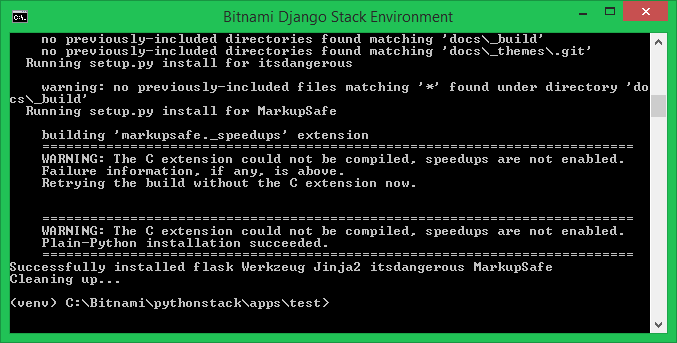 Bitnami Django Stack Environment
no previously-included directories found matching 'docs\_build'
no previously-included directories found matching 'docs\_themes\.git'
Running setup.py install for itsdangerous
warning: no previously-included files matching '*' found under directory 'do
cs\_build'
Running setup.py install for MarkupSafe
building 'markupsafe._speedups' extension
==========================================================================
WARNING: The C extension could not be compiled, speedups are not enabled.
Failure information, if any, is above.
Retrying the build without the C extension now.
==========================================================================
WARNING: The C extension could not be compiled, speedups are not enabled.
Plain-Python installation succeeded.
==========================================================================
Successfully installed flask Werkzeug Jinja2 itsdangerous MarkupSafe
Cleaning up...
(venv) C:\Bitnami\pythonstack\apps\test>